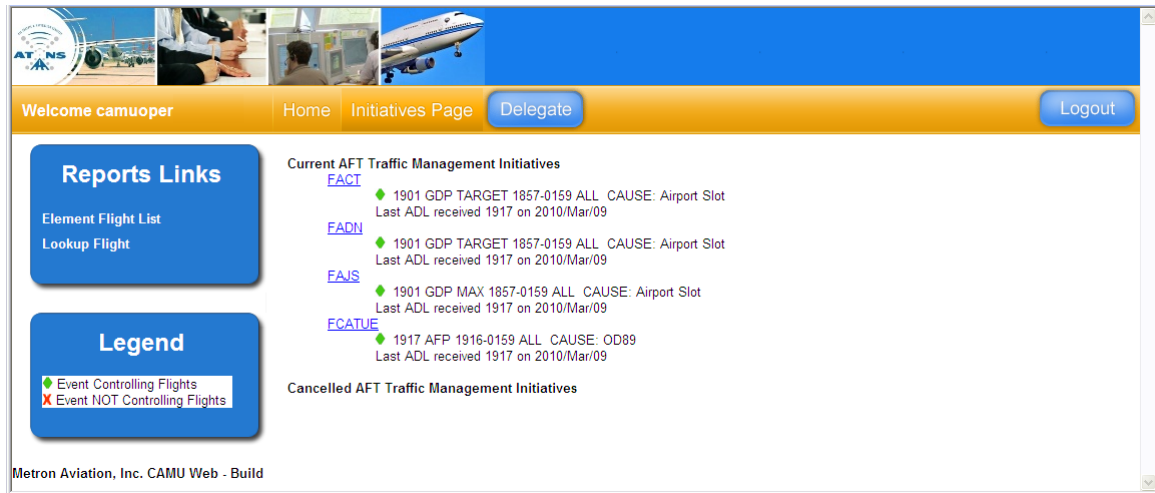 ATNS
Welcome camuoper
Home
Initiatives Page
Delegate
Logout
Reports Links
Element Flight List
Lookup Flight
Legend
Event Controlling Flights
X Event NOT Controlling Flights
Metron Aviation, Inc. CAMU Web - Build
Current AFT Traffic Management Initiatives
FACT
1901 GDP TARGET 1857-0159 ALL CAUSE: Airport Slot
Last ADL received 1917 on 2010/Mar/09
FADN
1901 GDP TARGET 1857-0159 ALL CAUSE: Airport Slot
Last ADL received 1917 on 2010/Mar/09
FAJS
1901 GDP MAX 1857-0159 ALL CAUSE: Airport Slot
Last ADL received 1917 on 2010/Mar/09
FCATUE
1917 AFP 1916-0159 ALL CAUSE: OD89
Last ADL received 1917 on 2010/Mar/09
Cancelled AFT Traffic Management Initiatives